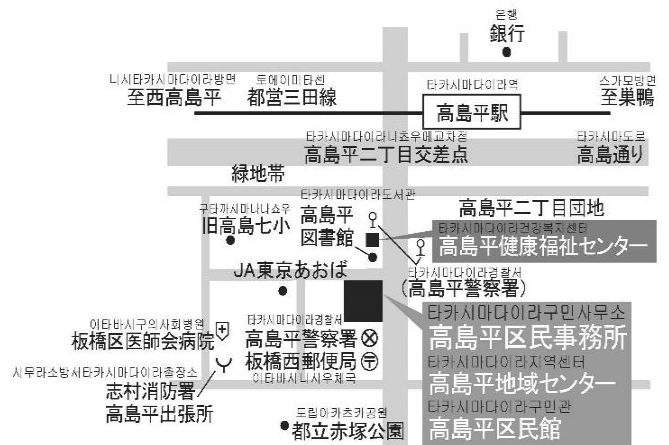 은행
銀行
니시타카시마다이라방면
至西高島平
토에이미타센
都営三田線
타카시마다이라역
高島平駅
스가모방면
至巣鴨
타카시마다이라니쵸우메교차점
高島平二丁目交差点
타카시마도로
高島通り
緑地帯
타카시마다이라도서관
高島平
図書館
구타까시마나나쇼우
旧高島七小
高島平二丁目団地
타카시마다이라건강복지센터
高島平健康福祉センター
JA東京あおば
타카시마다이라경찰서
(高島平警察署)
타카시마다이라구민사무소
高島平区民事務所
타카시마다이라지역센터
高島平地域センター
타카시마다이라구민관
高島平区民館
이타바시구의사회병원
板橋区医師会病院
타카시마다이라경찰서
高島平警察署
板橋西郵便局
이타바시니시우체국
시무라소방서타카시마다이라출장소
志村消防署
高島平出張所
도립아카츠카공원
都立赤塚公園